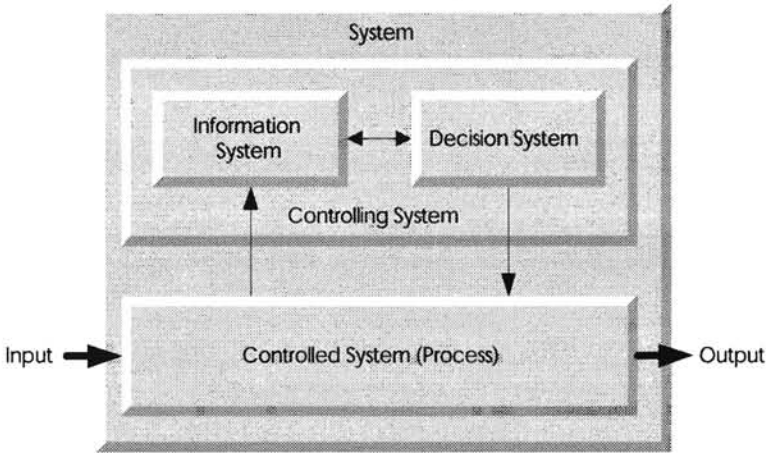 System
Information
System
Decision System
Controlling System
Input
Controlled System (Process)
Output